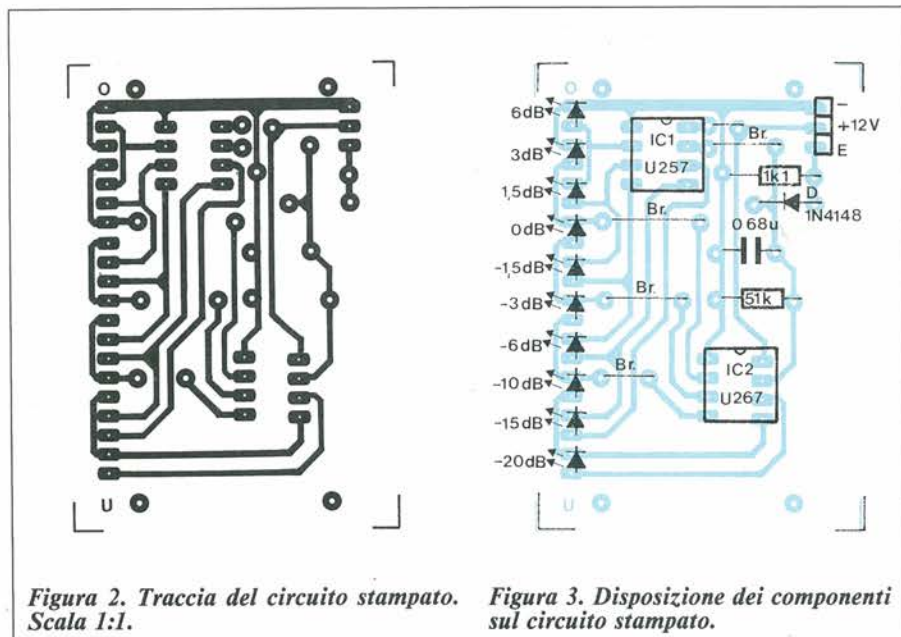 O
U
Figura 2. Traccia del circuito stampato.
Scala 1:1.
O
6dB
3dB
1,5dB
0dB
-1,5dB
-3dB
-6dB
-10dB
-15dB
-20dB
IC1
U257
Br.
Br.
Br.
Br.
-
+12V
E
1k1
D
1N4148
0 68u
51k
IC2
U267
U
Figura 3. Disposizione dei componenti
sul circuito stampato.